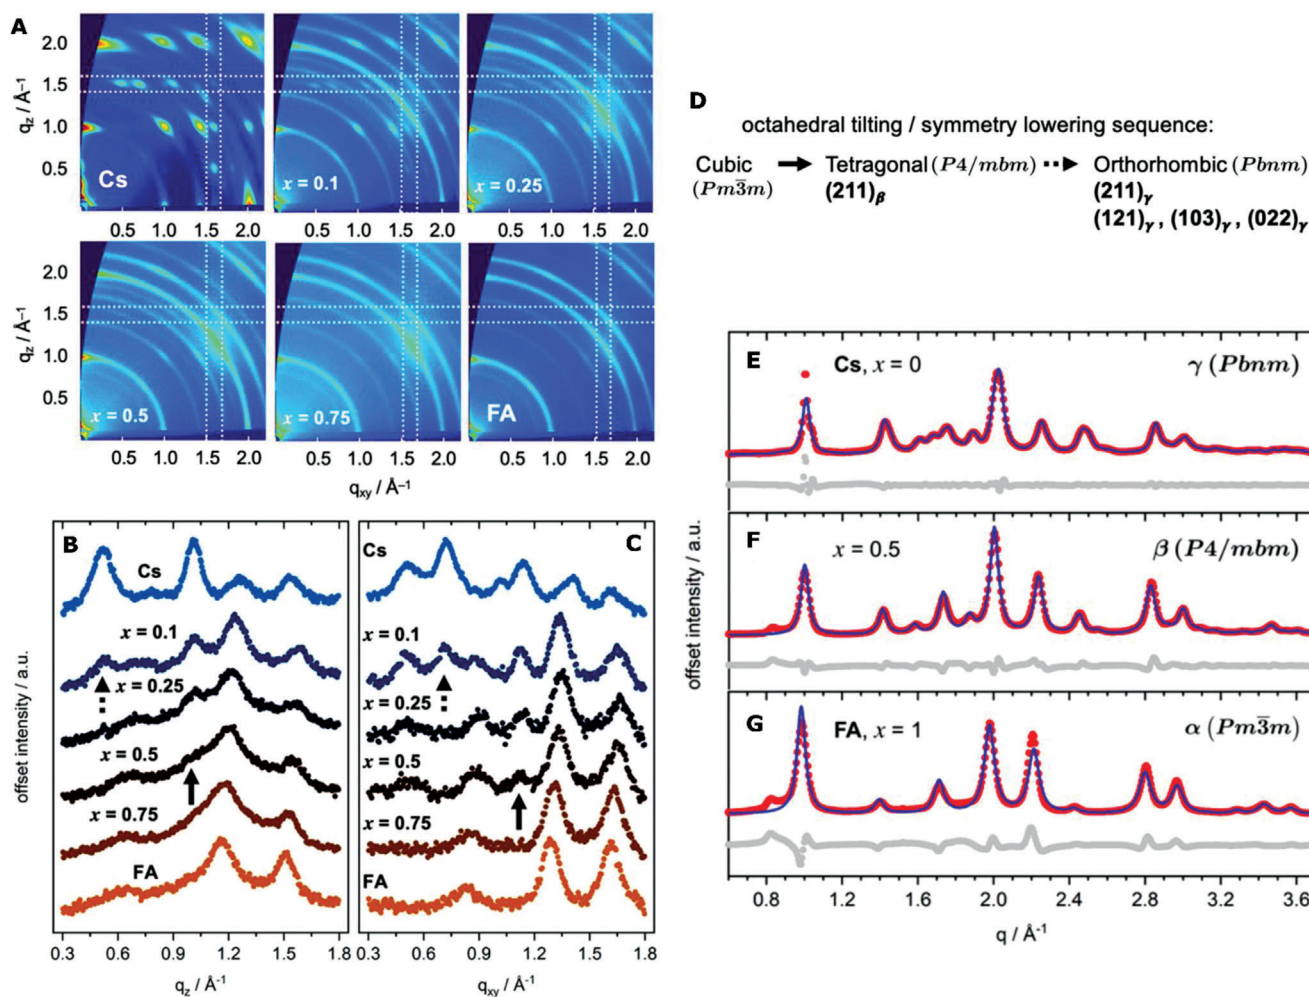 A
q_z / Å⁻¹
2.0
1.5
1.0
0.5
Cs
x = 0.1
x = 0.25
0.5 1.0 1.5 2.0
0.5 1.0 1.5 2.0
0.5 1.0 1.5 2.0
q_z / Å⁻¹
2.0
1.5
1.0
0.5
x = 0.5
x = 0.75
FA
0.5 1.0 1.5 2.0
0.5 1.0 1.5 2.0
0.5 1.0 1.5 2.0
q_xy / Å⁻¹
B
offset intensity / a.u.
Cs
x = 0.1
x = 0.25
x = 0.5
x = 0.75
FA
0.3 0.6 0.9 1.2 1.5 1.8
q_z / Å⁻¹
C
Cs
x = 0.1
x = 0.25
x = 0.5
x = 0.75
FA
0.3 0.6 0.9 1.2 1.5 1.8
q_xy / Å⁻¹
D
octahedral tilting / symmetry lowering sequence:
Cubic Tetragonal (P4/mbm) Orthorhombic (Pbnm)
(Pm3̅m) (211)β (211)γ
(121)γ , (103)γ , (022)γ
offset intensity / a.u.
E Cs, x = 0 γ (Pbnm)
F x = 0.5 β (P4/mbm)
G FA, x = 1 α (Pm3̅m)
0.8 1.2 1.6 2.0 2.4 2.8 3.2 3.6
q / Å⁻¹